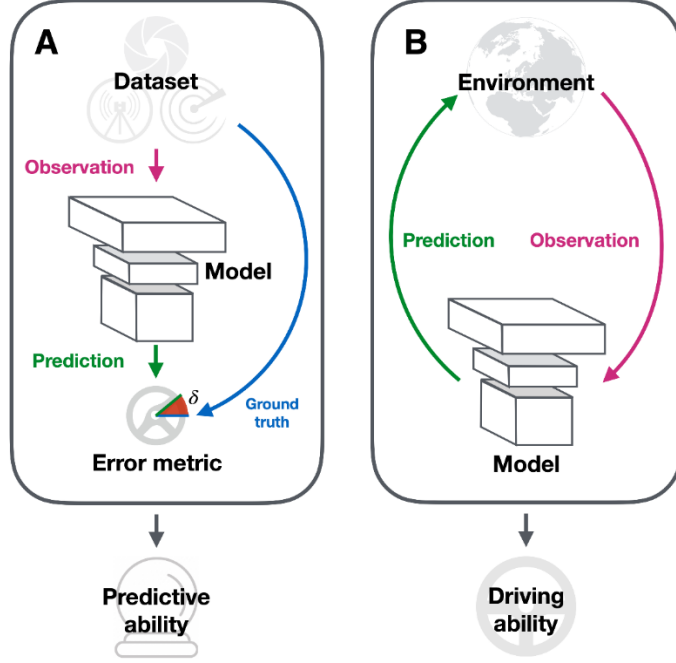 A
Dataset
Observation
Model
Prediction
δ
Ground
truth
Error metric
Predictive
ability
B
Environment
Prediction
Observation
Model
Driving
ability